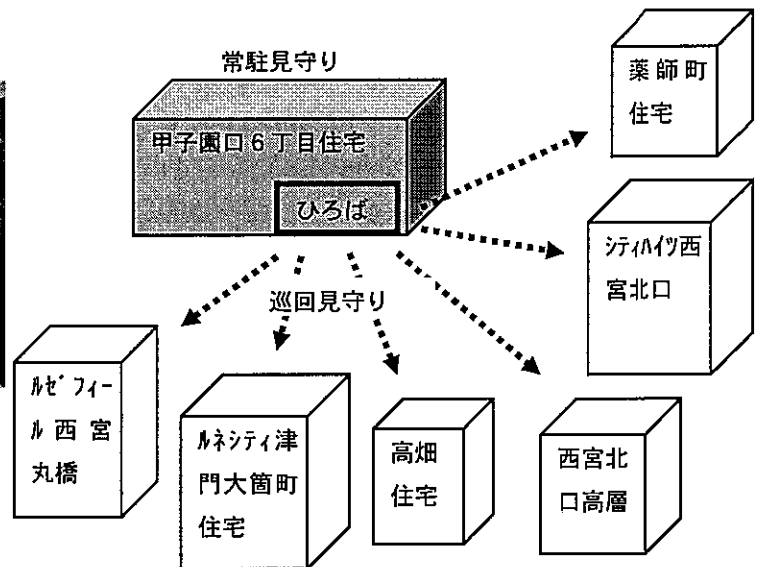 常駐見守り
甲子園口6丁目住宅
ひろば
巡回見守り
薬師町
住宅
シティハイツ西
宮北口
ルゼフィー
ル西宮
丸橋
ルネシティ津
門大箇町
住宅
高畑
住宅
西宮北
口高層